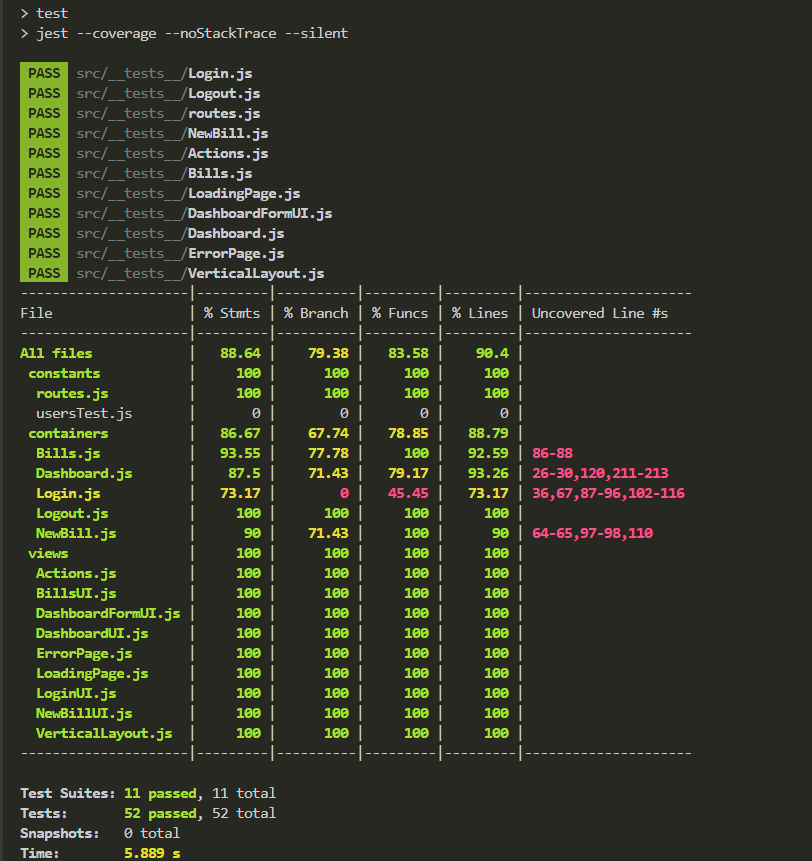 > test
> jest --coverage --noStackTrace --silent
PASS src/__tests__/Login.js
PASS src/__tests__/Logout.js
PASS src/__tests__/routes.js
PASS src/__tests__/NewBill.js
PASS src/__tests__/Actions.js
PASS src/__tests__/Bills.js
PASS src/__tests__/LoadingPage.js
PASS src/__tests__/DashboardFormUI.js
PASS src/__tests__/Dashboard.js
PASS src/__tests__/ErrorPage.js
PASS src/__tests__/VerticalLayout.js
---------------------|---------|----------|---------|---------|---------------------
File                 | % Stmts | % Branch | % Funcs | % Lines | Uncovered Line #s
---------------------|---------|----------|---------|---------|---------------------
All files            |   88.64 |    79.38 |   83.58 |    90.4 |
 constants           |     100 |      100 |     100 |     100 |
  routes.js          |     100 |      100 |     100 |     100 |
  usersTest.js       |       0 |        0 |       0 |       0 |
 containers          |   86.67 |    67.74 |   78.85 |   88.79 |
  Bills.js           |   93.55 |    77.78 |     100 |   92.59 | 86-88
  Dashboard.js       |    87.5 |    71.43 |   79.17 |   93.26 | 26-30,120,211-213
  Login.js           |   73.17 |        0 |   45.45 |   73.17 | 36,67,87-96,102-116
  Logout.js          |     100 |      100 |     100 |     100 |
  NewBill.js         |      90 |    71.43 |     100 |      90 | 64-65,97-98,110
 views               |     100 |      100 |     100 |     100 |
  Actions.js         |     100 |      100 |     100 |     100 |
  BillsUI.js         |     100 |      100 |     100 |     100 |
  DashboardFormUI.js |     100 |      100 |     100 |     100 |
  DashboardUI.js     |     100 |      100 |     100 |     100 |
  ErrorPage.js       |     100 |      100 |     100 |     100 |
  LoadingPage.js     |     100 |      100 |     100 |     100 |
  LoginUI.js         |     100 |      100 |     100 |     100 |
  NewBillUI.js       |     100 |      100 |     100 |     100 |
  VerticalLayout.js  |     100 |      100 |     100 |     100 |
---------------------|---------|----------|---------|---------|---------------------
Test Suites: 11 passed, 11 total
Tests:       52 passed, 52 total
Snapshots:   0 total
Time:        5.889 s